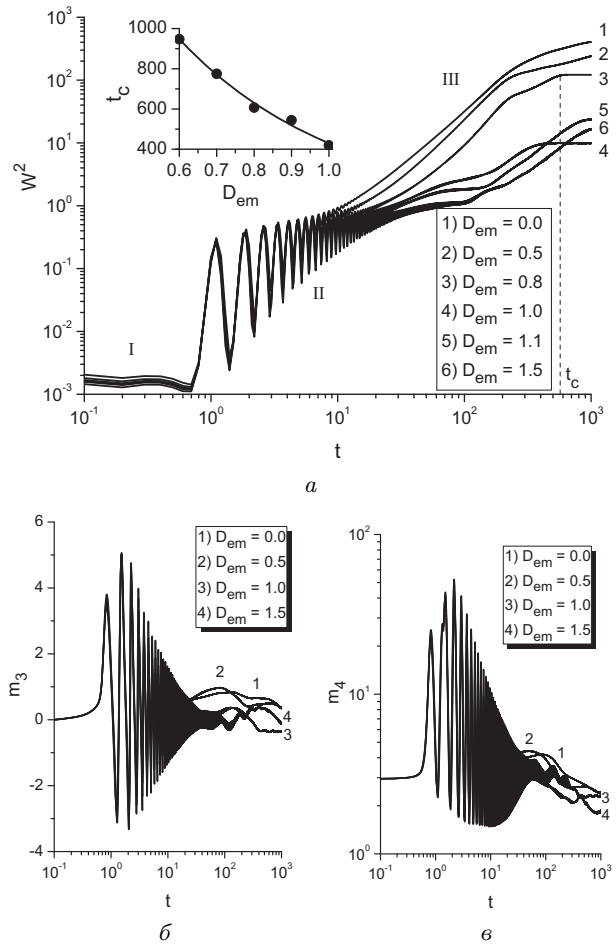 10^3
10^2
10^1
10^0
10^-1
10^-2
10^-3
W^2
1000
800
600
400
t_c
0.6 0.7 0.8 0.9 1.0
D_em
I
II
III
1
2
3
5
6
4
1) D_em = 0.0
2) D_em = 0.5
3) D_em = 0.8
4) D_em = 1.0
5) D_em = 1.1
6) D_em = 1.5
t_c
10^-1 10^0 10^1 10^2 10^3
t
а
6
4
2
0
-2
-4
m_3
1) D_em = 0.0
2) D_em = 0.5
3) D_em = 1.0
4) D_em = 1.5
2 1
4
3
10^-1 10^0 10^1 10^2 10^3
t
б
10^2
10^1
10^0
m_4
1) D_em = 0.0
2) D_em = 0.5
3) D_em = 1.0
4) D_em = 1.5
2 1
3
4
10^-1 10^0 10^1 10^2 10^3
t
в